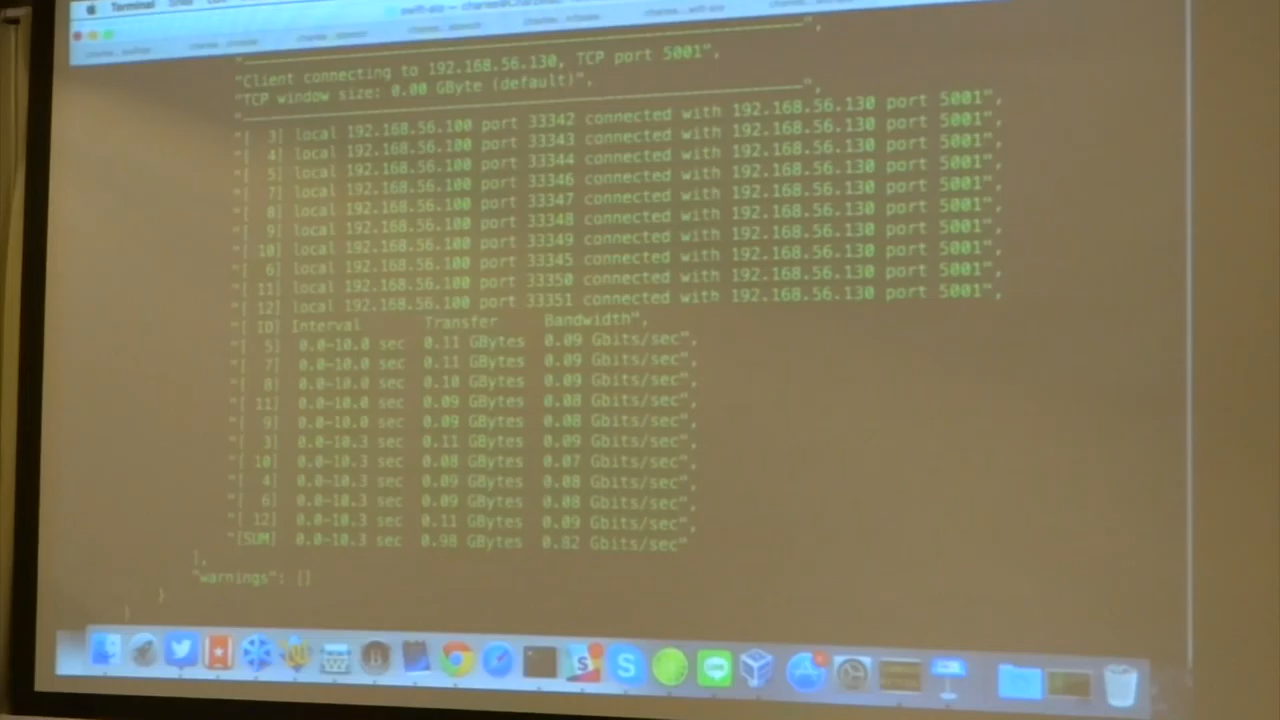 Terminal
"Client connecting to 192.168.56.130, TCP port 5001",
"TCP window size: 0.00 GByte (default)",
"[  3] local 192.168.56.100 port 33342 connected with 192.168.56.130 port 5001",
"[  4] local 192.168.56.100 port 33343 connected with 192.168.56.130 port 5001",
"[  5] local 192.168.56.100 port 33344 connected with 192.168.56.130 port 5001",
"[  7] local 192.168.56.100 port 33346 connected with 192.168.56.130 port 5001",
"[  8] local 192.168.56.100 port 33347 connected with 192.168.56.130 port 5001",
"[  9] local 192.168.56.100 port 33348 connected with 192.168.56.130 port 5001",
"[ 10] local 192.168.56.100 port 33349 connected with 192.168.56.130 port 5001",
"[  6] local 192.168.56.100 port 33345 connected with 192.168.56.130 port 5001",
"[ 11] local 192.168.56.100 port 33350 connected with 192.168.56.130 port 5001",
"[ 12] local 192.168.56.100 port 33351 connected with 192.168.56.130 port 5001",
"[ ID] Interval       Transfer     Bandwidth",
"[  5]  0.0-10.0 sec  0.11 GBytes  0.09 Gbits/sec",
"[  7]  0.0-10.0 sec  0.11 GBytes  0.09 Gbits/sec",
"[  8]  0.0-10.0 sec  0.10 GBytes  0.09 Gbits/sec",
"[ 11]  0.0-10.0 sec  0.09 GBytes  0.08 Gbits/sec",
"[  9]  0.0-10.0 sec  0.09 GBytes  0.08 Gbits/sec",
"[  3]  0.0-10.3 sec  0.11 GBytes  0.09 Gbits/sec",
"[ 10]  0.0-10.3 sec  0.08 GBytes  0.07 Gbits/sec",
"[  4]  0.0-10.3 sec  0.09 GBytes  0.08 Gbits/sec",
"[  6]  0.0-10.3 sec  0.09 GBytes  0.08 Gbits/sec",
"[ 12]  0.0-10.3 sec  0.11 GBytes  0.09 Gbits/sec",
"[SUM]  0.0-10.3 sec  0.98 GBytes  0.82 Gbits/sec"
],
"warnings": []
}
}